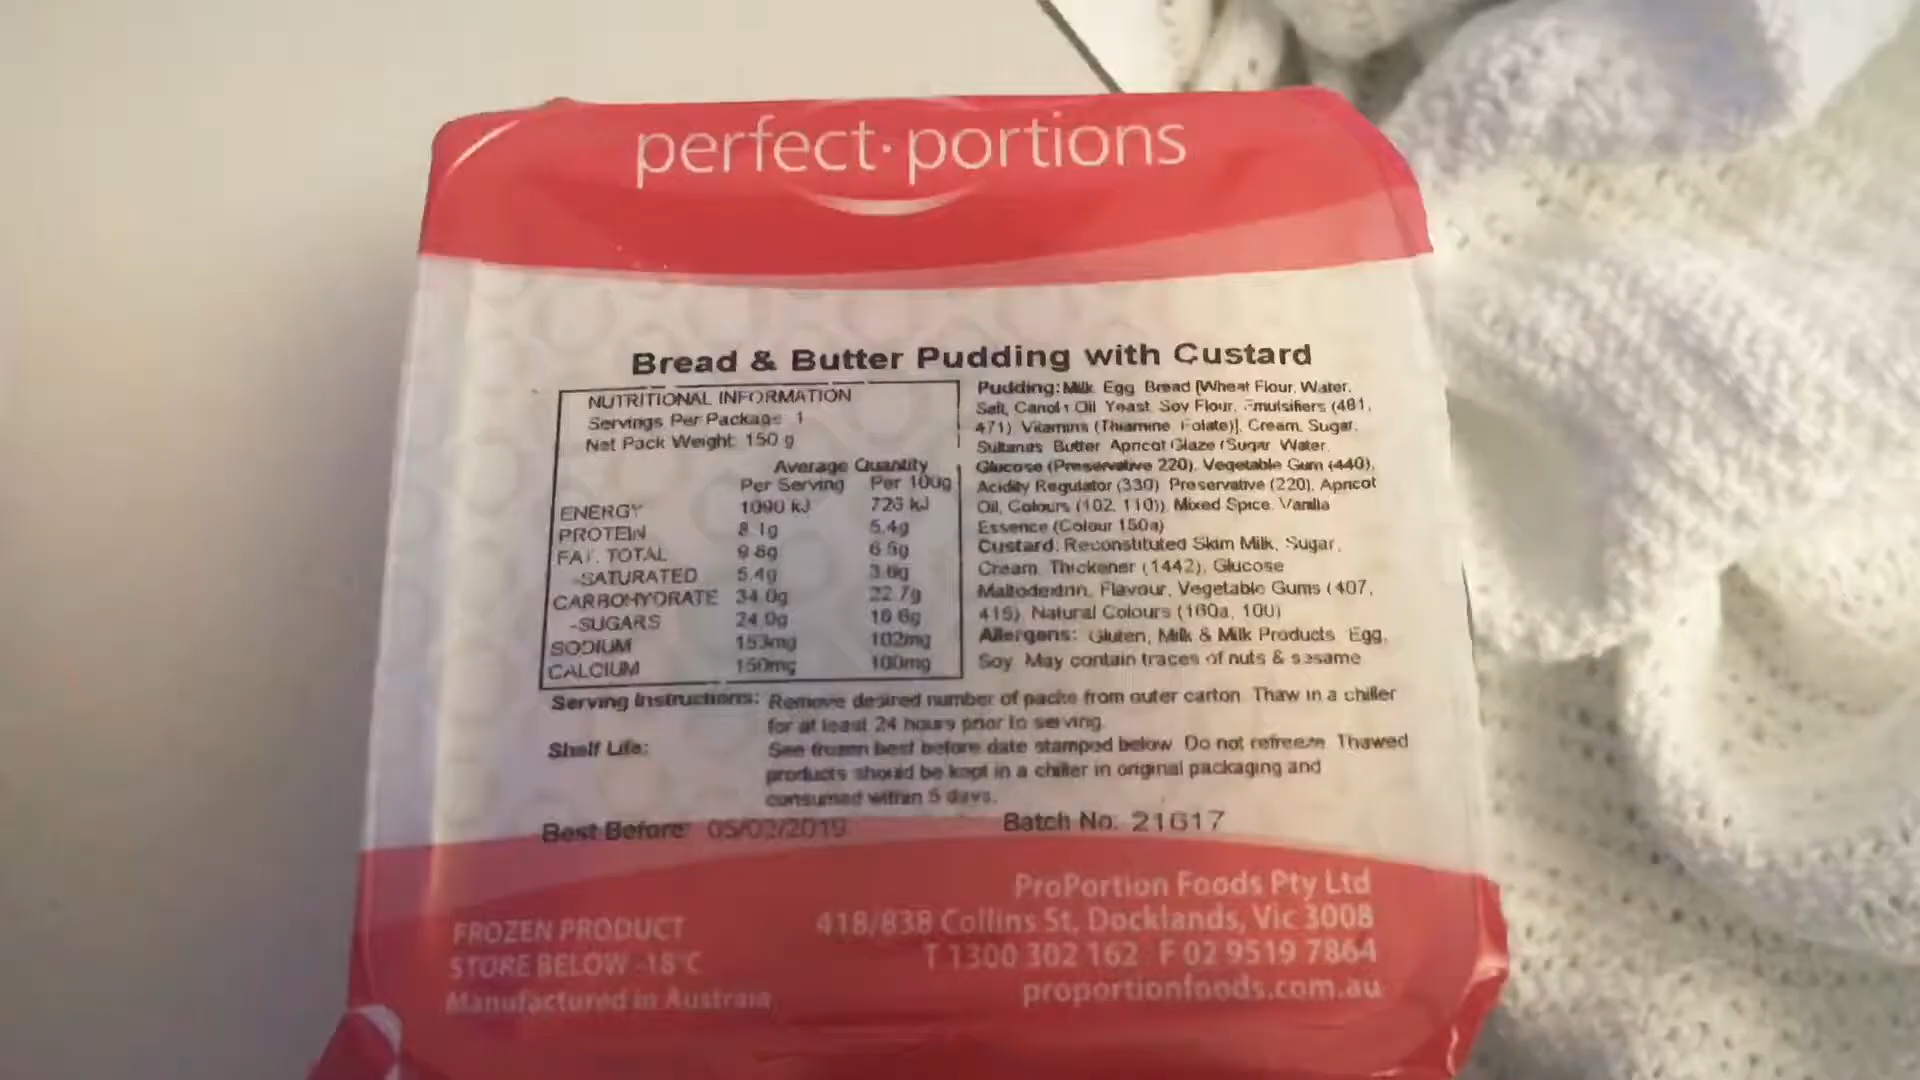 perfect·portions
Bread & Butter Pudding with Custard
NUTRITIONAL INFORMATION
Servings Per Package 1
Net Pack Weight 150 g
Average Quantity
Per Serving Per 100g
ENERGY 1090 kJ 726 kJ
PROTEIN 8.1g 5.4g
FAT, TOTAL 9.8g 6.5g
-SATURATED 5.4g 3.6g
CARBOHYDRATE 34.0g 22.7g
-SUGARS 24.0g 16.6g
SODIUM 153mg 102mg
CALCIUM 150mg 100mg
Pudding: Milk, Egg, Bread [Wheat Flour, Water,
Salt, Canola Oil, Yeast, Soy Flour, Emulsifiers (481,
471), Vitamins (Thiamine, Folate)], Cream, Sugar,
Sultanas, Butter, Apricot Glaze (Sugar, Water,
Glucose (Preservative 220), Vegetable Gum (440),
Acidity Regulator (330), Preservative (220), Apricot
Oil, Colours (102, 110)), Mixed Spice, Vanilla
Essence (Colour 150a)
Custard: Reconstituted Skim Milk, Sugar,
Cream, Thickener (1442), Glucose
Maltodextrin, Flavour, Vegetable Gums (407,
415), Natural Colours (160a, 100)
Allergens: Gluten, Milk & Milk Products, Egg,
Soy. May contain traces of nuts & sesame
Serving Instructions: Remove desired number of packs from outer carton. Thaw in a chiller
for at least 24 hours prior to serving.
Shelf Life: See frozen best before date stamped below. Do not refreeze. Thawed
products should be kept in a chiller in original packaging and
consumed within 5 days.
Best Before 05/02/2019 Batch No. 21617
ProPortion Foods Pty Ltd
418/838 Collins St, Docklands, Vic 3008
T 1300 302 162 F 02 9519 7864
proportionfoods.com.au
FROZEN PRODUCT
STORE BELOW -18°C
Manufactured in Australia